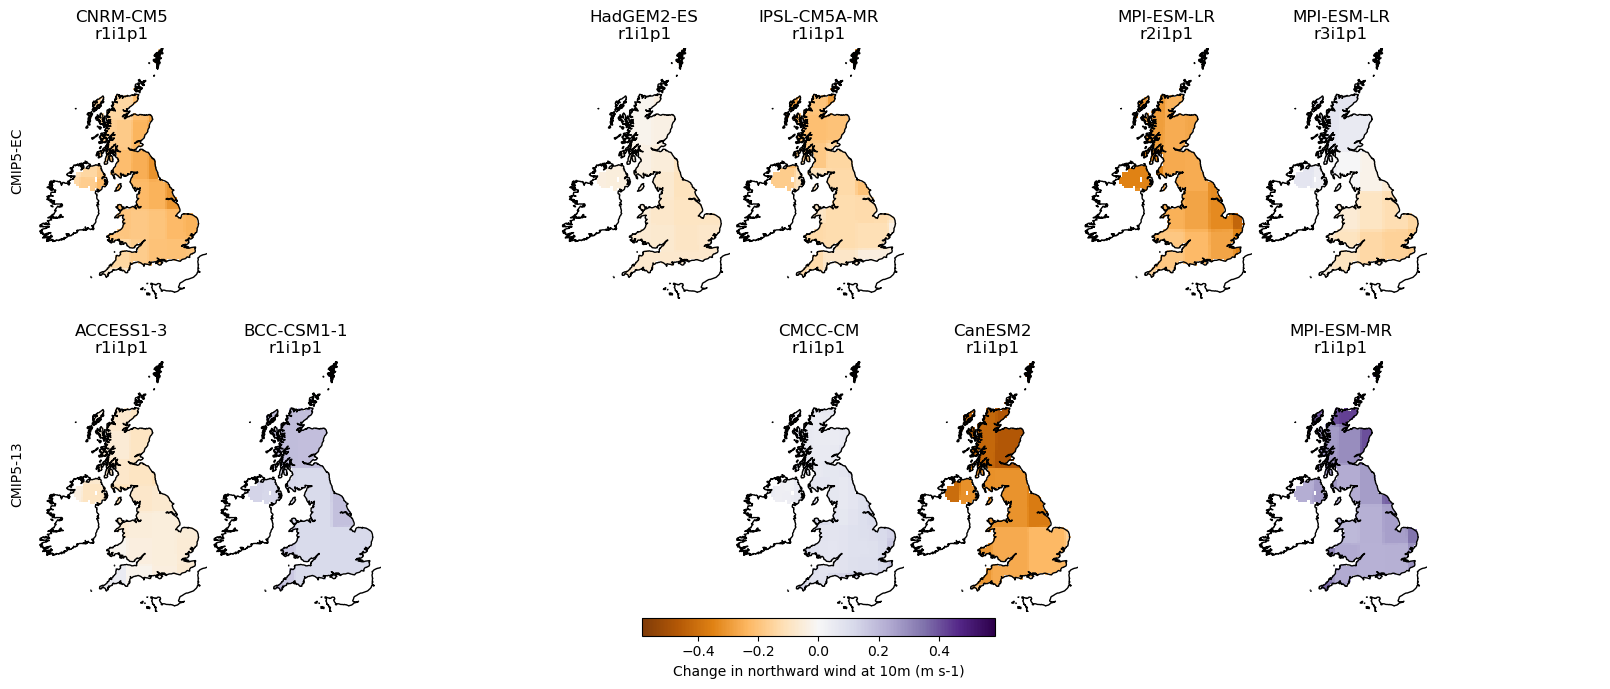 CNRM-CM5
r1i1p1
HadGEM2-ES
r1i1p1
IPSL-CM5A-MR
r1i1p1
MPI-ESM-LR
r2i1p1
MPI-ESM-LR
r3i1p1
CMIP5-EC
ACCESS1-3
r1i1p1
BCC-CSM1-1
r1i1p1
CMCC-CM
r1i1p1
CanESM2
r1i1p1
MPI-ESM-MR
r1i1p1
CMIP5-13
−0.4 −0.2 0.0 0.2 0.4
Change in northward wind at 10m (m s-1)